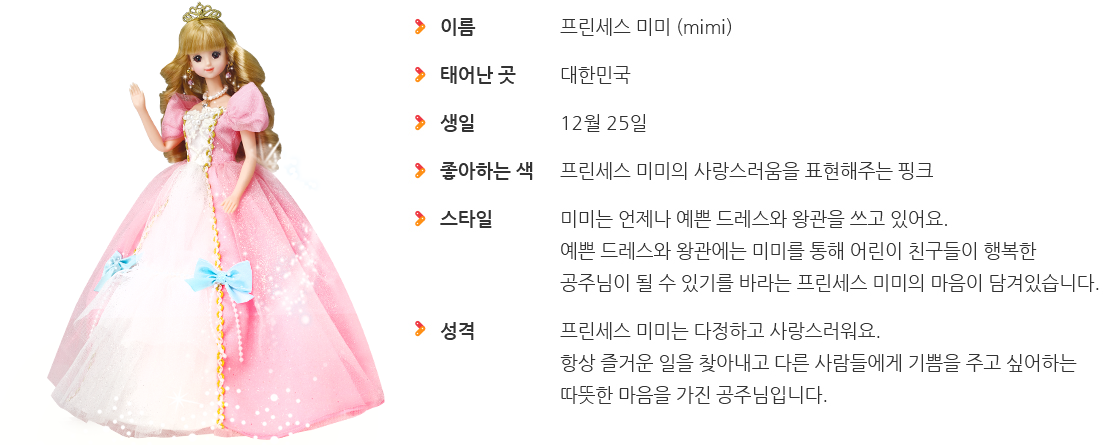 이름 프린세스 미미 (mimi)
태어난 곳 대한민국
생일 12월 25일
좋아하는 색 프린세스 미미의 사랑스러움을 표현해주는 핑크
스타일 미미는 언제나 예쁜 드레스와 왕관을 쓰고 있어요.
예쁜 드레스와 왕관에는 미미를 통해 어린이 친구들이 행복한
공주님이 될 수 있기를 바라는 프린세스 미미의 마음이 담겨있습니다.
성격 프린세스 미미는 다정하고 사랑스러워요.
항상 즐거운 일을 찾아내고 다른 사람들에게 기쁨을 주고 싶어하는
따뜻한 마음을 가진 공주님입니다.